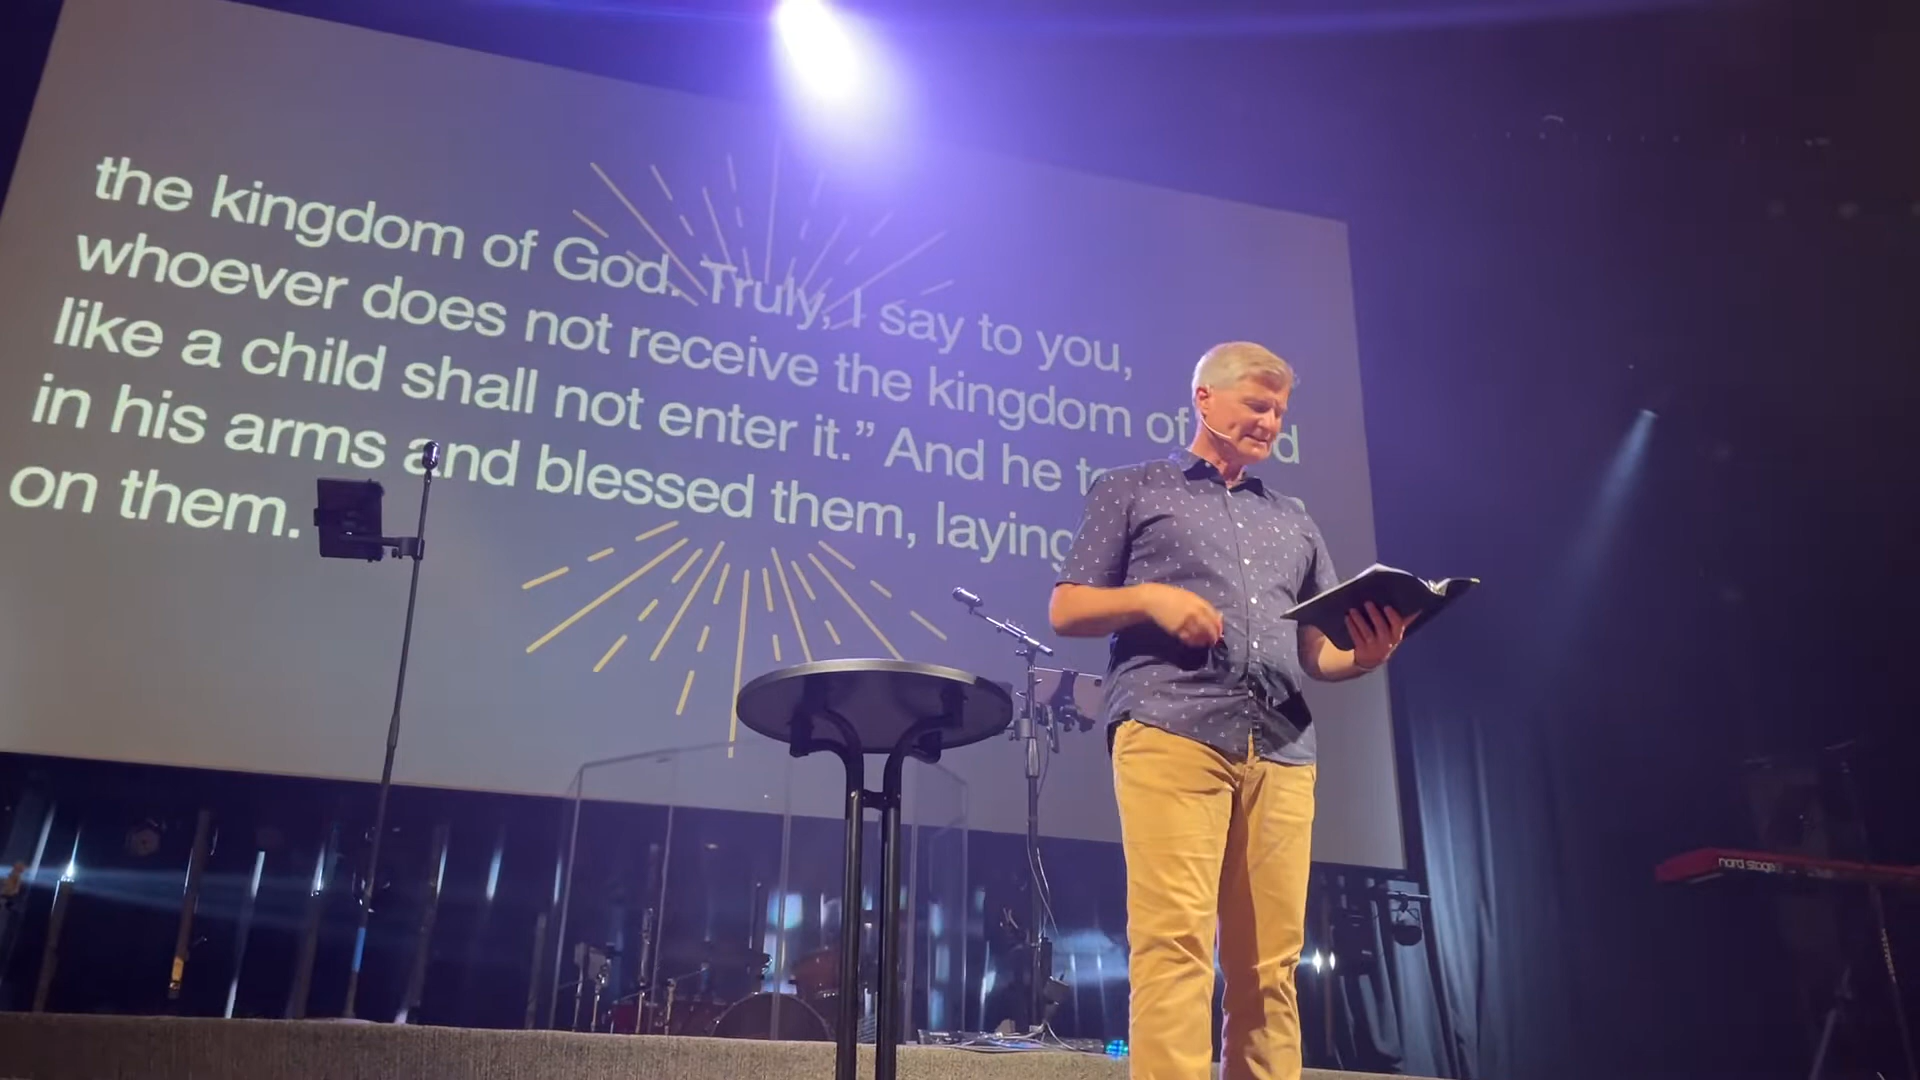 the kingdom of God. Truly, I say to you,
whoever does not receive the kingdom of
like a child shall not enter it.” And he
in his arms and blessed them, laying
on them.
nord stage